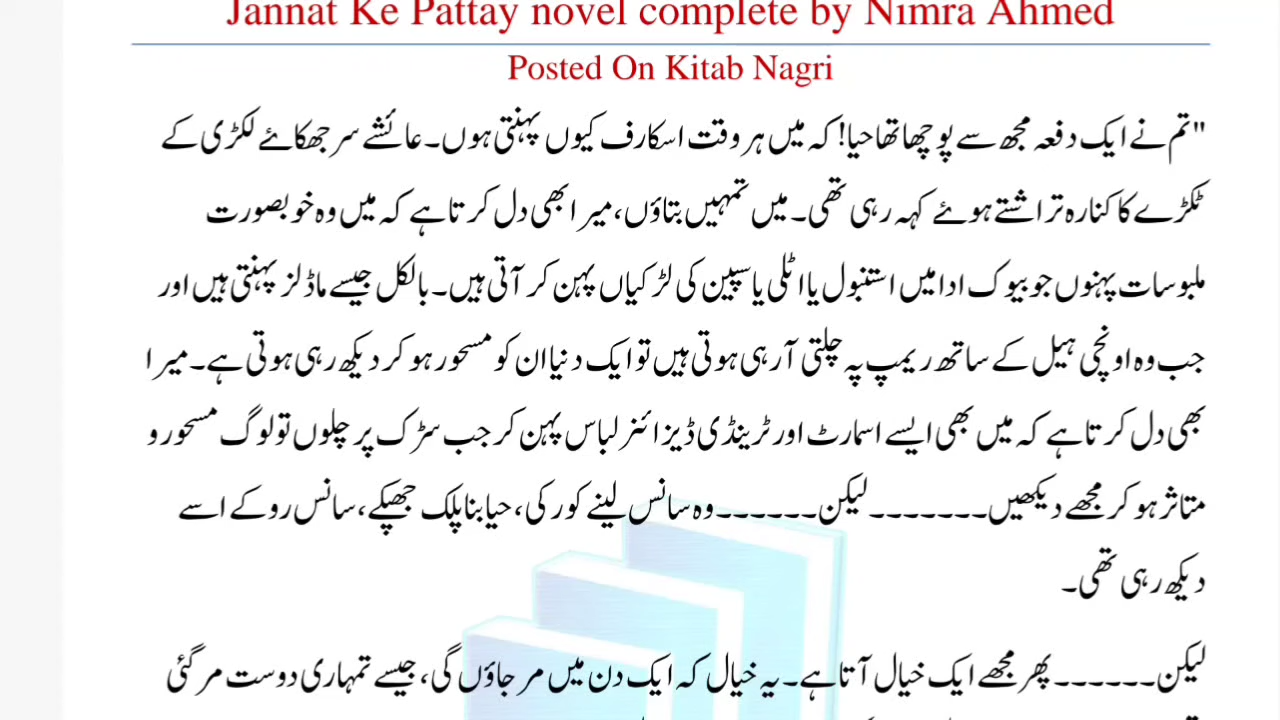 Jannat Ke Pattay novel complete by Nimra Ahmed
Posted On Kitab Nagri
"تم نے ایک دفعہ مجھ سے پوچھا تھا حیا! کہ میں ہر وقت اسکارف کیوں پہنتی ہوں۔ عائشے سر جھکائے لکڑی کے
ٹکڑے کا کنارہ تراشتے ہوئے کہہ رہی تھی۔ میں تمہیں بتاؤں، میرا بھی دل کرتا ہے کہ میں وہ خوبصورت
ملبوسات پہنوں جو بیوک ادا میں استنبول یا اٹلی یا سپین کی لڑکیاں پہن کر آتی ہیں۔ بالکل جیسے ماڈلز پہنتی ہیں اور
جب وہ اونچی ہیل کے ساتھ ریمپ پہ چلتی آ رہی ہوتی ہیں تو ایک دنیا ان کو مسحور ہو کر دیکھ رہی ہوتی ہے۔ میرا
بھی دل کرتا ہے کہ میں بھی ایسے اسمارٹ اور ٹرینڈی ڈیزائنر لباس پہن کر جب سڑک پر چلوں تو لوگ مسحور و
متاثر ہو کر مجھے دیکھیں۔۔۔۔۔۔۔ لیکن۔۔۔۔۔۔ وہ سانس لینے کو رکی، حیا بنا پلک جھپکے، سانس روکے اسے
دیکھ رہی تھی۔
لیکن۔۔۔۔۔۔ پھر مجھے ایک خیال آتا ہے۔ یہ خیال کہ ایک دن میں مر جاؤں گی، جیسے تمہاری دوست مر گئی